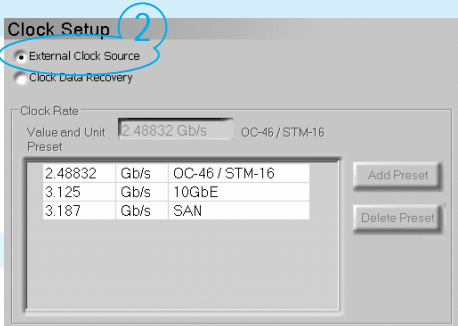 Clock Setup 2
External Clock Source
Clock Data Recovery
Clock Rate
Value and Unit 2.48832 Gb/s OC-46 / STM-16
Preset
2.48832 Gb/s OC-46 / STM-16
3.125 Gb/s 10GbE
3.187 Gb/s SAN
Add Preset
Delete Preset